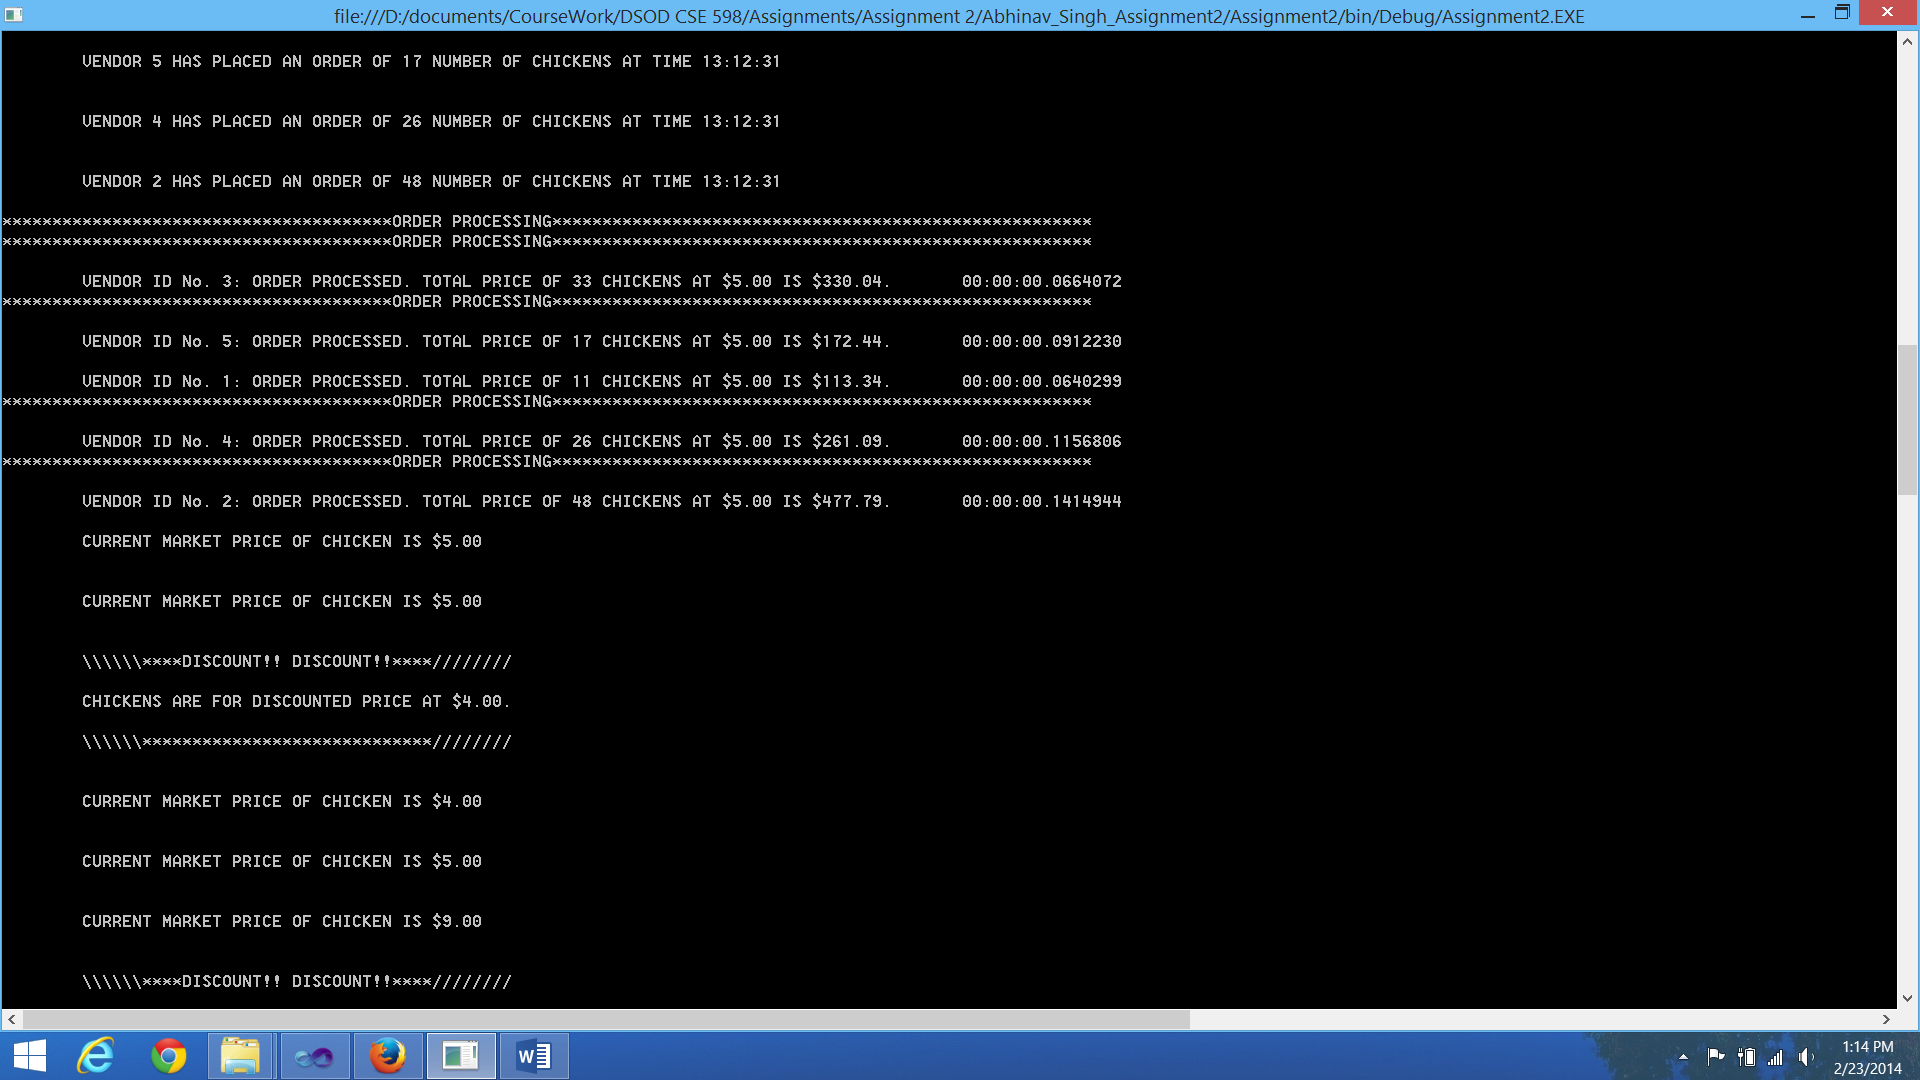 file:///D:/documents/CourseWork/DSOD CSE 598/Assignments/Assignment 2/Abhinav_Singh_Assignment2/Assignment2/bin/Debug/Assignment2.EXE
VENDOR 5 HAS PLACED AN ORDER OF 17 NUMBER OF CHICKENS AT TIME 13:12:31
VENDOR 4 HAS PLACED AN ORDER OF 26 NUMBER OF CHICKENS AT TIME 13:12:31
VENDOR 2 HAS PLACED AN ORDER OF 48 NUMBER OF CHICKENS AT TIME 13:12:31
***************************************ORDER PROCESSING******************************************************
***************************************ORDER PROCESSING******************************************************
VENDOR ID No. 3: ORDER PROCESSED. TOTAL PRICE OF 33 CHICKENS AT $5.00 IS $330.04. 00:00:00.0664072
***************************************ORDER PROCESSING******************************************************
VENDOR ID No. 5: ORDER PROCESSED. TOTAL PRICE OF 17 CHICKENS AT $5.00 IS $172.44. 00:00:00.0912230
VENDOR ID No. 1: ORDER PROCESSED. TOTAL PRICE OF 11 CHICKENS AT $5.00 IS $113.34. 00:00:00.0640299
***************************************ORDER PROCESSING******************************************************
VENDOR ID No. 4: ORDER PROCESSED. TOTAL PRICE OF 26 CHICKENS AT $5.00 IS $261.09. 00:00:00.1156806
***************************************ORDER PROCESSING******************************************************
VENDOR ID No. 2: ORDER PROCESSED. TOTAL PRICE OF 48 CHICKENS AT $5.00 IS $477.79. 00:00:00.1414944
CURRENT MARKET PRICE OF CHICKEN IS $5.00
CURRENT MARKET PRICE OF CHICKEN IS $5.00
\\\\\\****DISCOUNT!! DISCOUNT!!****////////
CHICKENS ARE FOR DISCOUNTED PRICE AT $4.00.
\\\\\\*****************************////////
CURRENT MARKET PRICE OF CHICKEN IS $4.00
CURRENT MARKET PRICE OF CHICKEN IS $5.00
CURRENT MARKET PRICE OF CHICKEN IS $9.00
\\\\\\****DISCOUNT!! DISCOUNT!!****////////
1:14 PM
2/23/2014